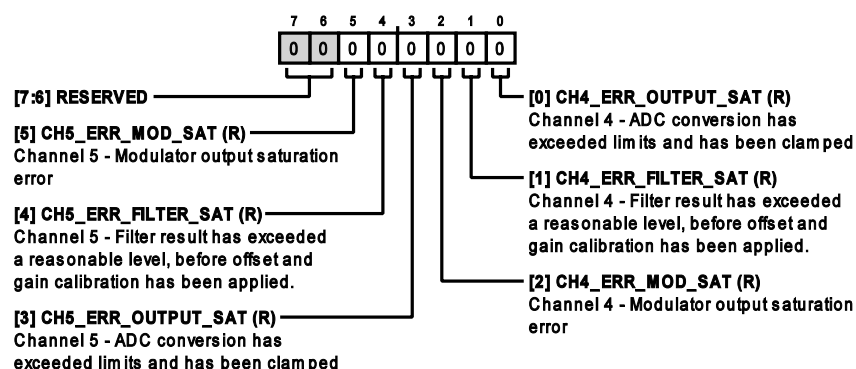 7 6 5 4 3 2 1 0
0 0 0 0 0 0 0 0
[7:6] RESERVED
[5] CH5_ERR_MOD_SAT (R)
Channel 5 - Modulator output saturation
error
[4] CH5_ERR_FILTER_SAT (R)
Channel 5 - Filter result has exceeded
a reasonable level, before offset and
gain calibration has been applied.
[3] CH5_ERR_OUTPUT_SAT (R)
Channel 5 - ADC conversion has
exceeded limits and has been clamped
[0] CH4_ERR_OUTPUT_SAT (R)
Channel 4 - ADC conversion has
exceeded limits and has been clamped
[1] CH4_ERR_FILTER_SAT (R)
Channel 4 - Filter result has exceeded
a reasonable level, before offset and
gain calibration has been applied.
[2] CH4_ERR_MOD_SAT (R)
Channel 4 - Modulator output saturation
error